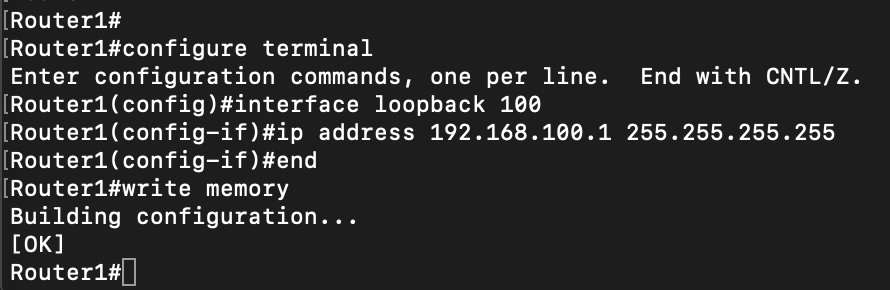 [Router1#
[Router1#configure terminal
Enter configuration commands, one per line.  End with CNTL/Z.
[Router1(config)#interface loopback 100
[Router1(config-if)#ip address 192.168.100.1 255.255.255.255
[Router1(config-if)#end
[Router1#write memory
Building configuration...
[OK]
Router1#